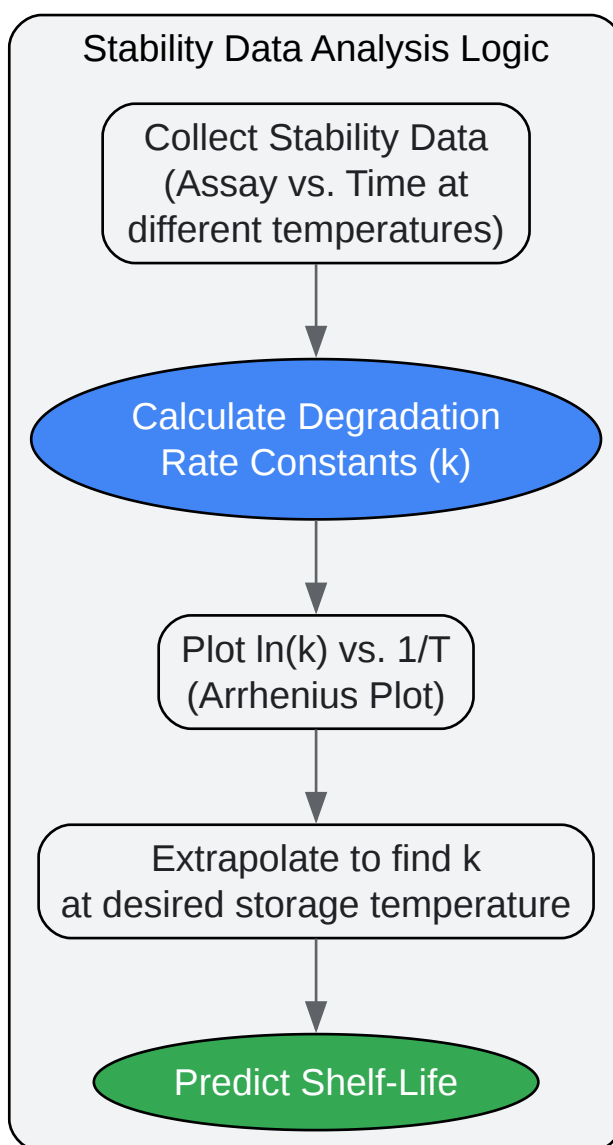 Stability Data Analysis Logic
Collect Stability Data
(Assay vs. Time at
different temperatures)
Calculate Degradation
Rate Constants (k)
Plot ln(k) vs. 1/T
(Arrhenius Plot)
Extrapolate to find k
at desired storage temperature
Predict Shelf-Life